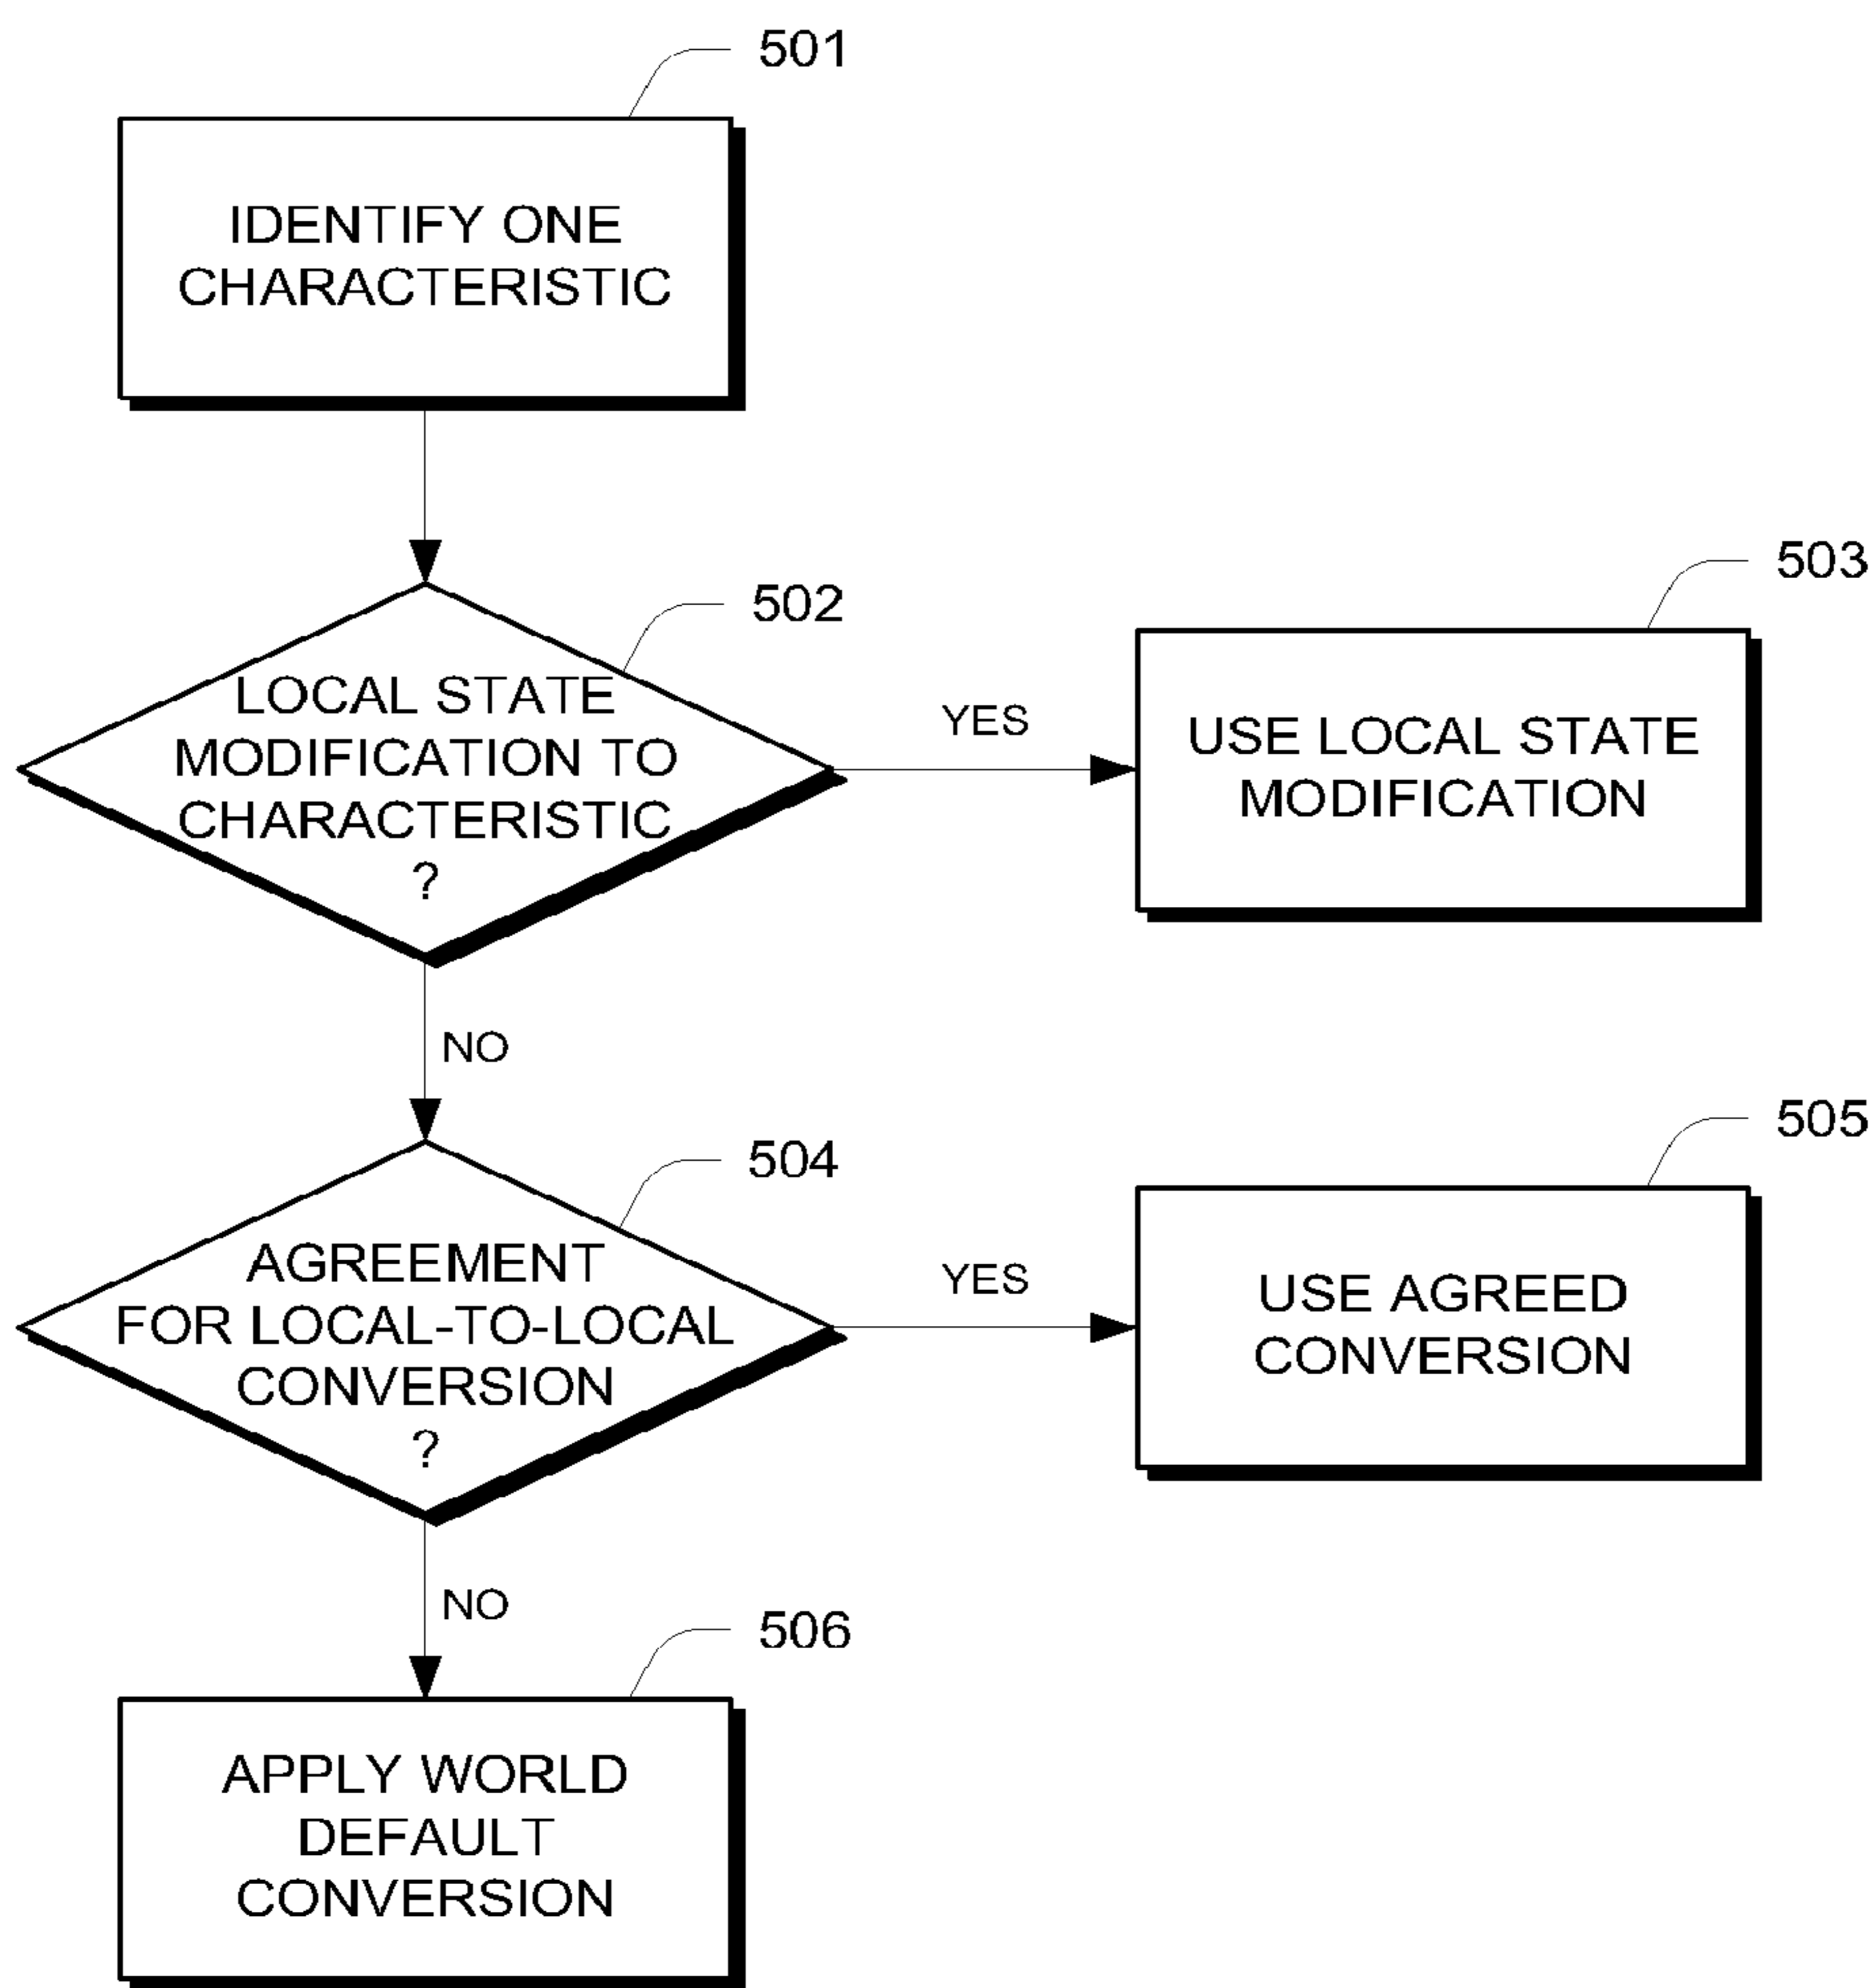 501
IDENTIFY ONE
CHARACTERISTIC
502
LOCAL STATE
MODIFICATION TO
CHARACTERISTIC
?
YES
503
USE LOCAL STATE
MODIFICATION
NO
504
AGREEMENT
FOR LOCAL-TO-LOCAL
CONVERSION
?
YES
505
USE AGREED
CONVERSION
NO
506
APPLY WORLD
DEFAULT
CONVERSION